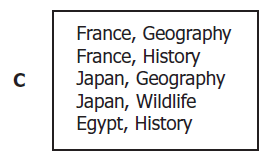 France, Geography
France, History
C
Japan, Geography
Japan, Wildlife
Egypt, History